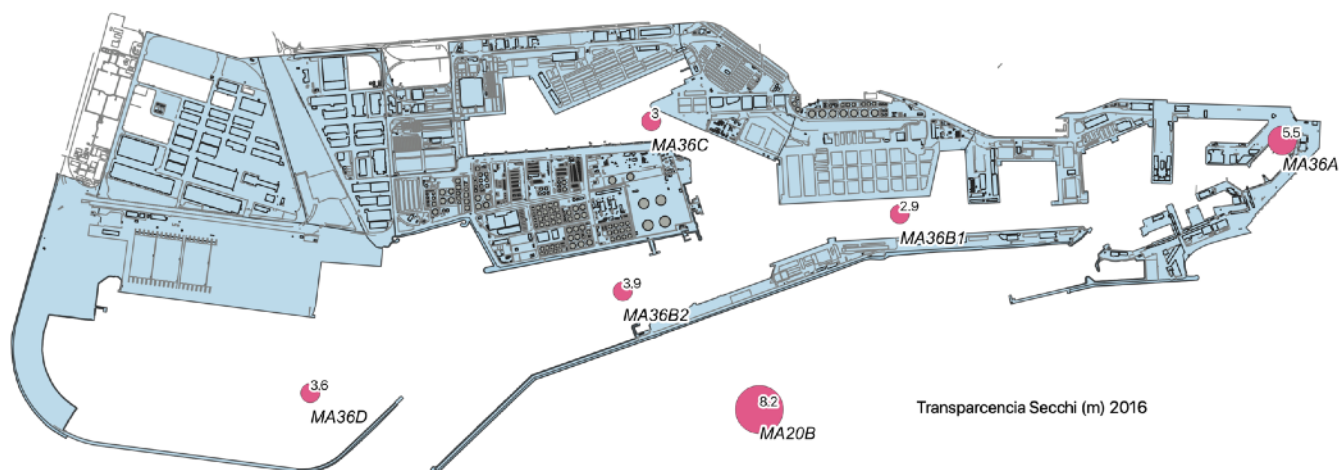 3
MA36C
5.5
MA36A
2.9
MA36B1
3.9
MA36B2
3.6
MA36D
8.2
MA20B
Transparcencia Secchi (m) 2016